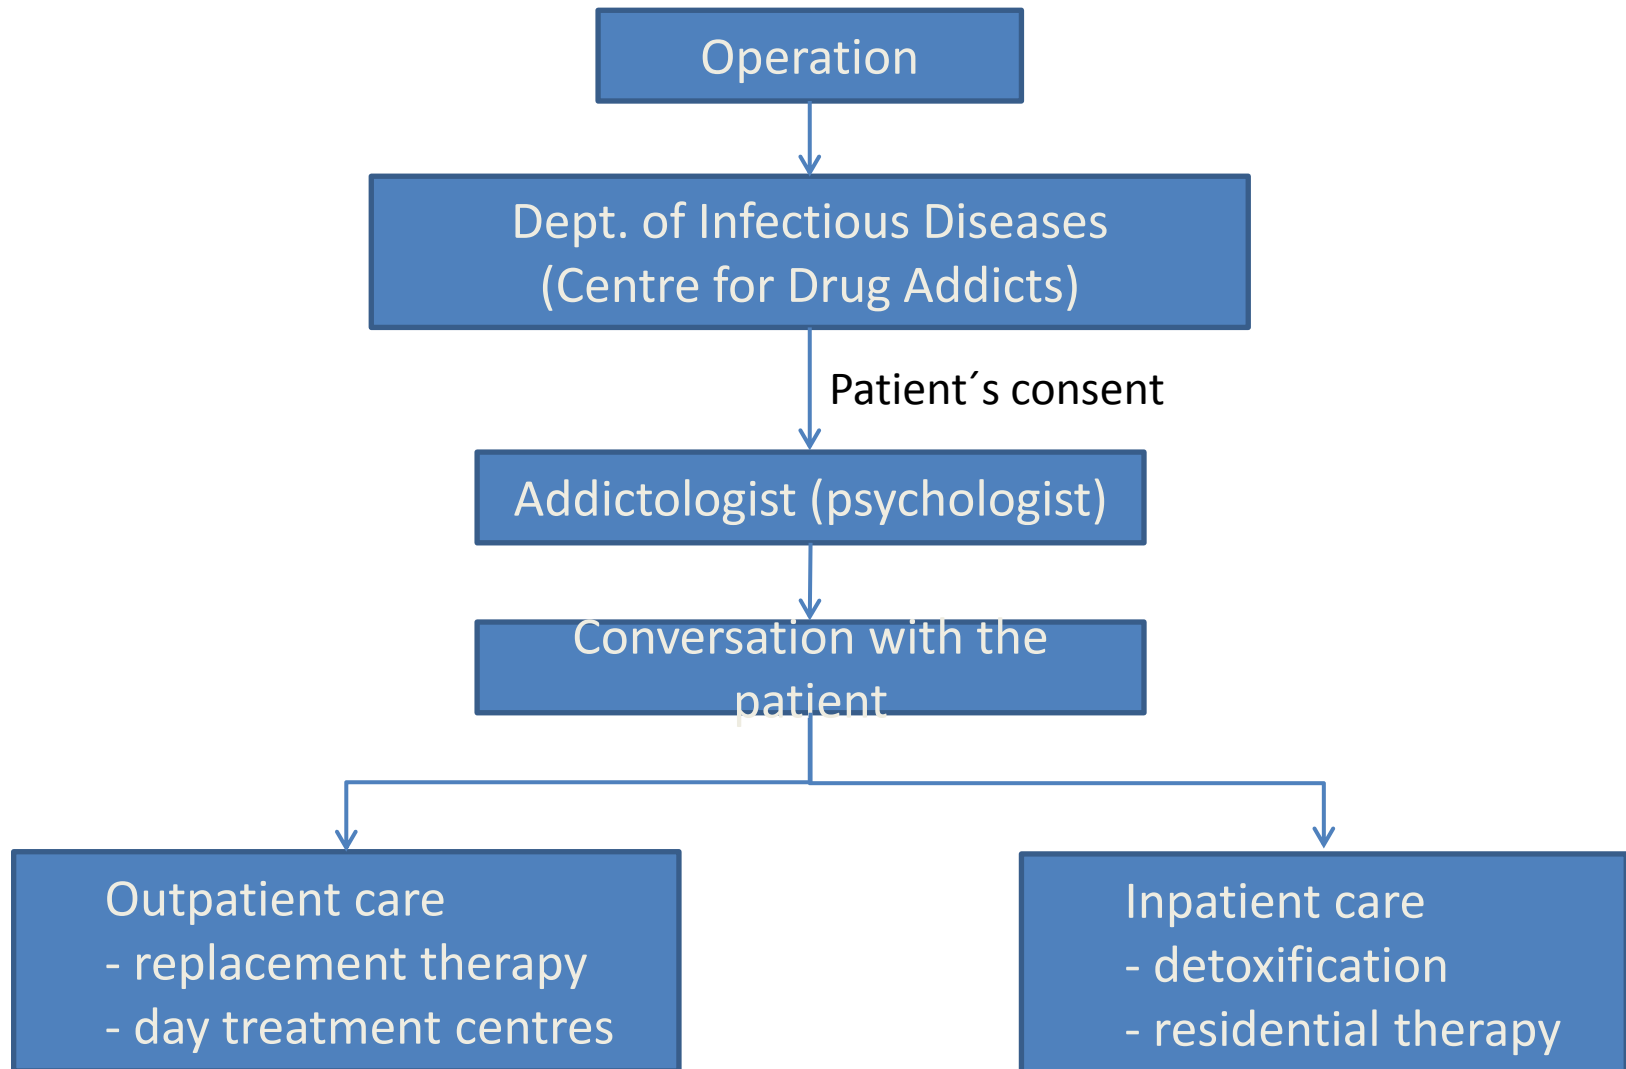 Operation
Dept. of Infectious Diseases
(Centre for Drug Addicts)
Patient´s consent
Addictologist (psychologist)
Conversation with the
patient
Outpatient care
- replacement therapy
- day treatment centres
Inpatient care
- detoxification
- residential therapy